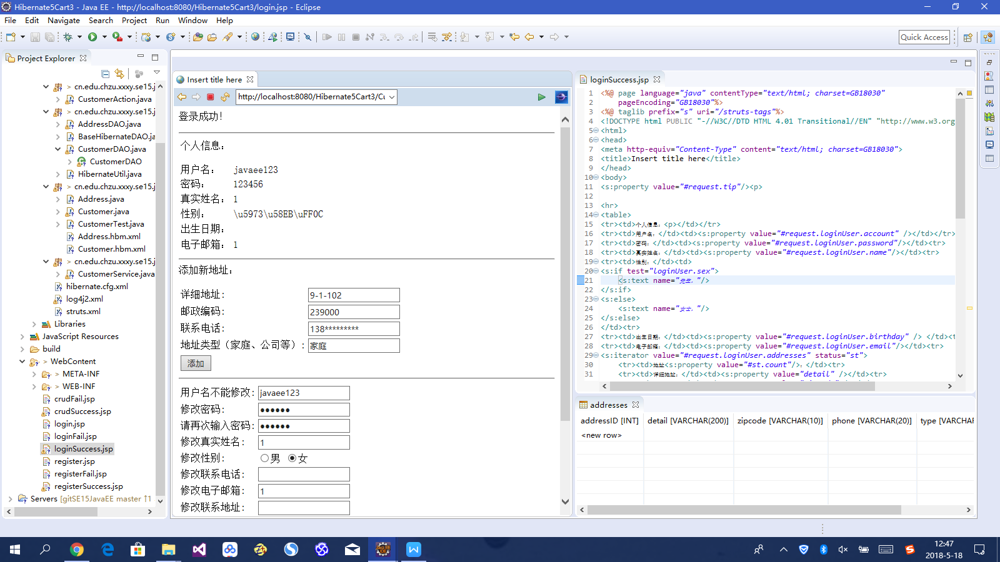 Hibernate5Cart3 - Java EE - http://localhost:8080/Hibernate5Cart3/login.jsp - Eclipse
File Edit Navigate Search Project Run Window Help
Quick Access
Project Explorer
> cn.edu.chzu.xxxy.se15.j
CustomerAction.java
> cn.edu.chzu.xxxy.se15.j
AddressDAO.java
BaseHibernateDAO.ja
CustomerDAO.java
CustomerDAO
HibernateUtil.java
> cn.edu.chzu.xxxy.se15.j
Address.java
Customer.java
CustomerTest.java
Address.hbm.xml
Customer.hbm.xml
> cn.edu.chzu.xxxy.se15.j
CustomerService.java
hibernate.cfg.xml
log4j2.xml
struts.xml
Libraries
JavaScript Resources
build
> WebContent
> META-INF
> WEB-INF
crudFail.jsp
crudSuccess.jsp
login.jsp
loginFail.jsp
loginSuccess.jsp
register.jsp
registerFail.jsp
registerSuccess.jsp
Servers [gitSE15JavaEE master ↑1
Insert title here
http://localhost:8080/Hibernate5Cart3/Cu
登录成功!
个人信息:
用户名: javaee123
密码: 123456
真实姓名: 1
性别: \u5973\u58EB\uFF0C
出生日期:
电子邮箱: 1
添加新地址:
详细地址: 9-1-102
邮政编码: 239000
联系电话: 138*********
地址类型（家庭、公司等）: 家庭
添加
用户名不能修改: javaee123
修改密码: ●●●●●●
请再次输入密码: ●●●●●●
修改真实姓名: 1
修改性别: 男 女
修改联系电话:
修改电子邮箱: 1
修改联系地址:
loginSuccess.jsp
1 <%@ page language="java" contentType="text/html; charset=GB18030"
2 pageEncoding="GB18030"%>
3 <%@ taglib prefix="s" uri="/struts-tags"%>
4 <!DOCTYPE html PUBLIC "-//W3C//DTD HTML 4.01 Transitional//EN" "http://www.w3.org
5 <html>
6 <head>
7 <meta http-equiv="Content-Type" content="text/html; charset=GB18030">
8 <title>Insert title here</title>
9 </head>
10 <body>
11 <s:property value="#request.tip"/><p>
12
13 <hr>
14 <table>
15 <tr><td>个人信息: <p></td></tr>
16 <tr><td>用户名: </td><td><s:property value="#request.loginUser.account" /></td></tr>
17 <tr><td>密码: </td><td><s:property value="#request.loginUser.password"/></td><tr>
18 <tr><td>真实姓名: </td><td><s:property value="#request.loginUser.name"/></td><tr>
19 <tr><td>性别: </td><td>
20 <s:if test="loginUser.sex">
21 <s:text name="先生，"/>
22 </s:if>
23 <s:else>
24 <s:text name="女士，"/>
25 </s:else>
26 </td><tr>
27 <tr><td>出生日期: </td><td><s:property value="#request.loginUser.birthday" /> </td><t
28 <tr><td>电子邮箱: </td><td><s:property value="#request.loginUser.email"/></td><tr>
29 <s:iterator value="#request.loginUser.addresses" status="st">
30 <tr><td>地址<s:property value="#st.count"/>: </td><tr>
31 <tr><td>详细地址: </td><td><s:property value="detail" /></td><tr>
addresses
addressID [INT] detail [VARCHAR(200)] zipcode [VARCHAR(10)] phone [VARCHAR(20)] type [VARCHAR
<new row>
12:47
2018-5-18